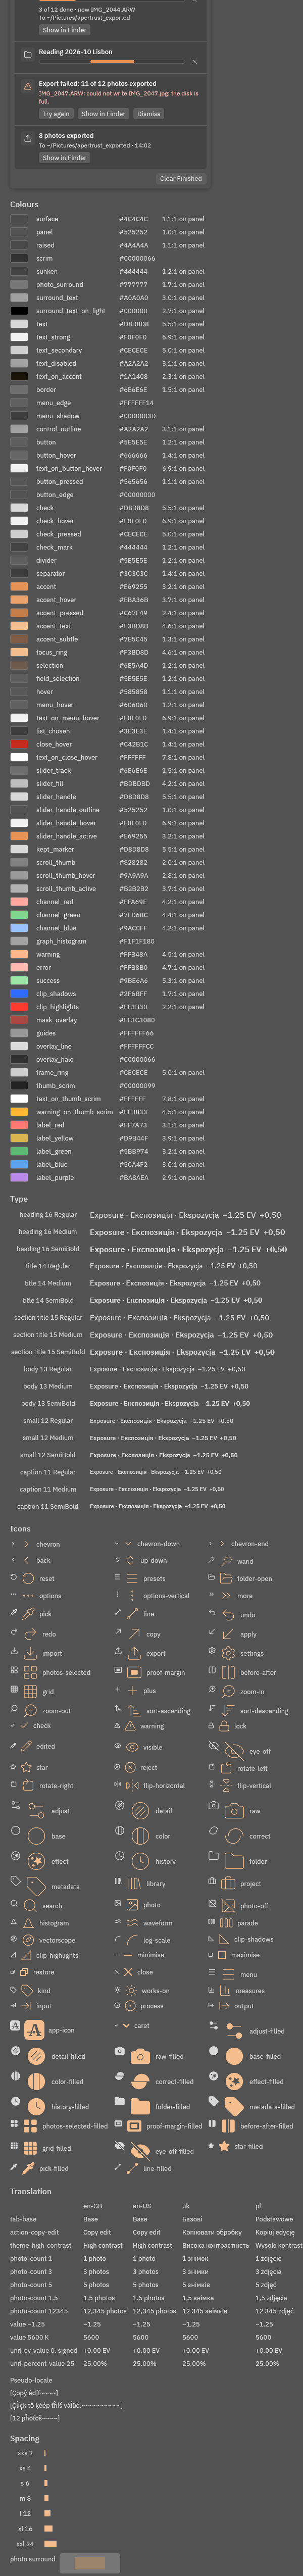 3 of 12 done · now IMG_2044.ARW
To ~/Pictures/apertrust_exported
Show in Finder
Reading 2026-10 Lisbon
Export failed: 11 of 12 photos exported
IMG_2047.ARW: could not write IMG_2047.jpg: the disk is
full.
Try again Show in Finder Dismiss
8 photos exported
To ~/Pictures/apertrust_exported · 14:02
Show in Finder
Clear Finished
Colours
surface #4C4C4C 1.1:1 on panel
panel #525252 1.0:1 on panel
raised #4A4A4A 1.1:1 on panel
scrim #00000066
sunken #444444 1.2:1 on panel
photo_surround #777777 1.7:1 on panel
surround_text #A0A0A0 3.0:1 on panel
surround_text_on_light #000000 2.7:1 on panel
text #D8D8D8 5.5:1 on panel
text_strong #F0F0F0 6.9:1 on panel
text_secondary #CECECE 5.0:1 on panel
text_disabled #A2A2A2 3.1:1 on panel
text_on_accent #1A1408 2.3:1 on panel
border #6E6E6E 1.5:1 on panel
menu_edge #FFFFFF14
menu_shadow #0000003D
control_outline #A2A2A2 3.1:1 on panel
button #5E5E5E 1.2:1 on panel
button_hover #666666 1.4:1 on panel
text_on_button_hover #F0F0F0 6.9:1 on panel
button_pressed #565656 1.1:1 on panel
button_edge #00000000
check #D8D8D8 5.5:1 on panel
check_hover #F0F0F0 6.9:1 on panel
check_pressed #CECECE 5.0:1 on panel
check_mark #444444 1.2:1 on panel
divider #5E5E5E 1.2:1 on panel
separator #3C3C3C 1.4:1 on panel
accent #E69255 3.2:1 on panel
accent_hover #EBA36B 3.7:1 on panel
accent_pressed #C67E49 2.4:1 on panel
accent_text #F3BD8D 4.6:1 on panel
accent_subtle #7E5C45 1.3:1 on panel
focus_ring #F3BD8D 4.6:1 on panel
selection #6E5A4D 1.2:1 on panel
field_selection #5E5E5E 1.2:1 on panel
hover #585858 1.1:1 on panel
menu_hover #606060 1.2:1 on panel
text_on_menu_hover #F0F0F0 6.9:1 on panel
list_chosen #3E3E3E 1.4:1 on panel
close_hover #C42B1C 1.4:1 on panel
text_on_close_hover #FFFFFF 7.8:1 on panel
slider_track #6E6E6E 1.5:1 on panel
slider_fill #BDBDBD 4.2:1 on panel
slider_handle #D8D8D8 5.5:1 on panel
slider_handle_outline #525252 1.0:1 on panel
slider_handle_hover #F0F0F0 6.9:1 on panel
slider_handle_active #E69255 3.2:1 on panel
kept_marker #D8D8D8 5.5:1 on panel
scroll_thumb #828282 2.0:1 on panel
scroll_thumb_hover #9A9A9A 2.8:1 on panel
scroll_thumb_active #B2B2B2 3.7:1 on panel
channel_red #FFA69E 4.2:1 on panel
channel_green #7FD68C 4.4:1 on panel
channel_blue #9AC0FF 4.2:1 on panel
graph_histogram #F1F1F180
warning #FFB48A 4.5:1 on panel
error #FFB8B0 4.7:1 on panel
success #9BE6A6 5.3:1 on panel
clip_shadows #2F6BFF 1.7:1 on panel
clip_highlights #FF3B30 2.2:1 on panel
mask_overlay #FF3C3080
guides #FFFFFF66
overlay_line #FFFFFFCC
overlay_halo #00000066
frame_ring #CECECE 5.0:1 on panel
thumb_scrim #00000099
text_on_thumb_scrim #FFFFFF 7.8:1 on panel
warning_on_thumb_scrim #FFB833 4.5:1 on panel
label_red #FF7A73 3.1:1 on panel
label_yellow #D9B44F 3.9:1 on panel
label_green #5BB974 3.2:1 on panel
label_blue #5CA4F2 3.0:1 on panel
label_purple #BA8AEA 2.9:1 on panel
Type
heading 16 Regular Exposure · Експозиція · Ekspozycja −1.25 EV +0,50
heading 16 Medium Exposure · Експозиція · Ekspozycja −1.25 EV +0,50
heading 16 SemiBold Exposure · Експозиція · Ekspozycja −1.25 EV +0,50
title 14 Regular Exposure · Експозиція · Ekspozycja −1.25 EV +0,50
title 14 Medium Exposure · Експозиція · Ekspozycja −1.25 EV +0,50
title 14 SemiBold Exposure · Експозиція · Ekspozycja −1.25 EV +0,50
section title 15 Regular Exposure · Експозиція · Ekspozycja −1.25 EV +0,50
section title 15 Medium Exposure · Експозиція · Ekspozycja −1.25 EV +0,50
section title 15 SemiBold Exposure · Експозиція · Ekspozycja −1.25 EV +0,50
body 13 Regular Exposure · Експозиція · Ekspozycja −1.25 EV +0,50
body 13 Medium Exposure · Експозиція · Ekspozycja −1.25 EV +0,50
body 13 SemiBold Exposure · Експозиція · Ekspozycja −1.25 EV +0,50
small 12 Regular Exposure · Експозиція · Ekspozycja −1.25 EV +0,50
small 12 Medium Exposure · Експозиція · Ekspozycja −1.25 EV +0,50
small 12 SemiBold Exposure · Експозиція · Ekspozycja −1.25 EV +0,50
caption 11 Regular Exposure · Експозиція · Ekspozycja −1.25 EV +0,50
caption 11 Medium Exposure · Експозиція · Ekspozycja −1.25 EV +0,50
caption 11 SemiBold Exposure · Експозиція · Ekspozycja −1.25 EV +0,50
Icons
chevron chevron-down chevron-end
back up-down wand
reset presets folder-open
options options-vertical more
pick line undo
redo copy apply
import export settings
photos-selected proof-margin before-after
grid plus zoom-in
zoom-out sort-ascending sort-descending
check warning lock
edited visible eye-off
star reject rotate-left
rotate-right flip-horizontal flip-vertical
adjust detail raw
base color correct
effect history folder
metadata library project
search photo photo-off
histogram waveform parade
vectorscope log-scale clip-shadows
clip-highlights minimise maximise
restore close menu
kind works-on measures
input process output
app-icon caret adjust-filled
detail-filled raw-filled base-filled
color-filled correct-filled effect-filled
history-filled folder-filled metadata-filled
photos-selected-filled proof-margin-filled before-after-filled
grid-filled eye-off-filled star-filled
pick-filled line-filled
Translation
en-GB en-US uk pl
tab-base Base Base Базові Podstawowe
action-copy-edit Copy edit Copy edit Копіювати обробку Kopiuj edycję
theme-high-contrast High contrast High contrast Висока контрастність Wysoki kontrast
photo-count 1 1 photo 1 photo 1 знімок 1 zdjęcie
photo-count 3 3 photos 3 photos 3 знімки 3 zdjęcia
photo-count 5 5 photos 5 photos 5 знімків 5 zdjęć
photo-count 1.5 1.5 photos 1.5 photos 1,5 знімка 1,5 zdjęcia
photo-count 12345 12,345 photos 12,345 photos 12 345 знімків 12 345 zdjęć
value −1.25 −1.25 −1.25 −1,25 −1,25
value 5600 K 5600 5600 5600 5600
unit-ev-value 0, signed +0.00 EV +0.00 EV +0,00 EV +0,00 EV
unit-percent-value 25 25.00% 25.00% 25,00% 25,00%
Pseudo-locale
Spacing
xxs 2
xs 4
s 6
m 8
l 12
xl 16
xxl 24
photo surround